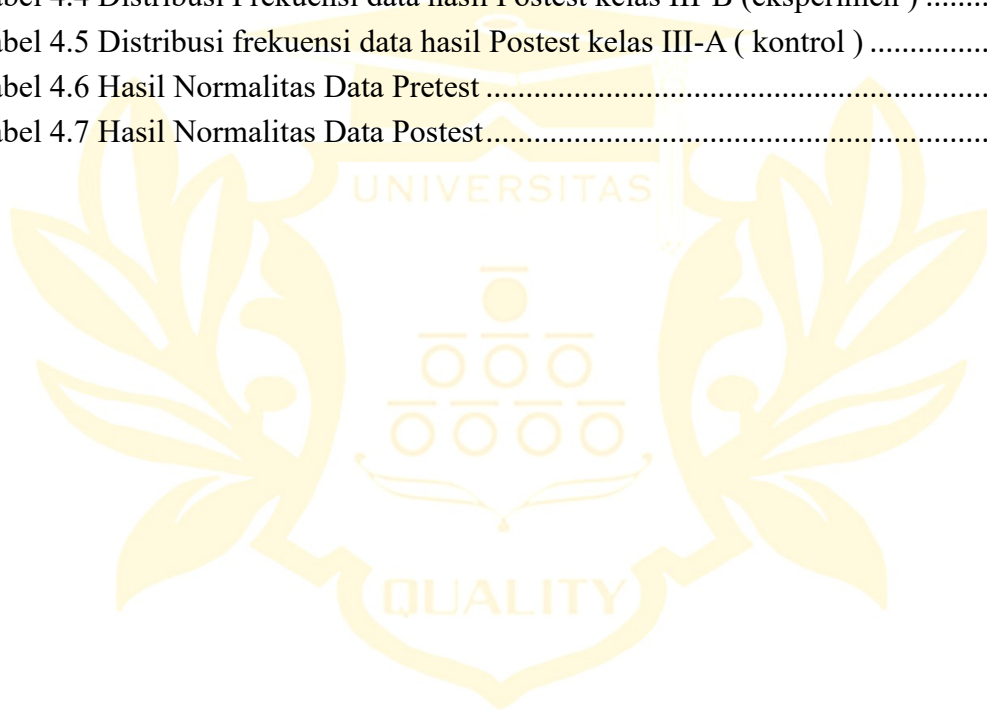 abel 4.4 Distribusi Frekuensi data hasil Postest kelas III-B (eksperimen ) ........
abel 4.5 Distribusi frekuensi data hasil Postest kelas III-A ( kontrol ) ................
abel 4.6 Hasil Normalitas Data Pretest ......................................................................
abel 4.7 Hasil Normalitas Data Postest......................................................................
UNIVERSITAS
QUALITY